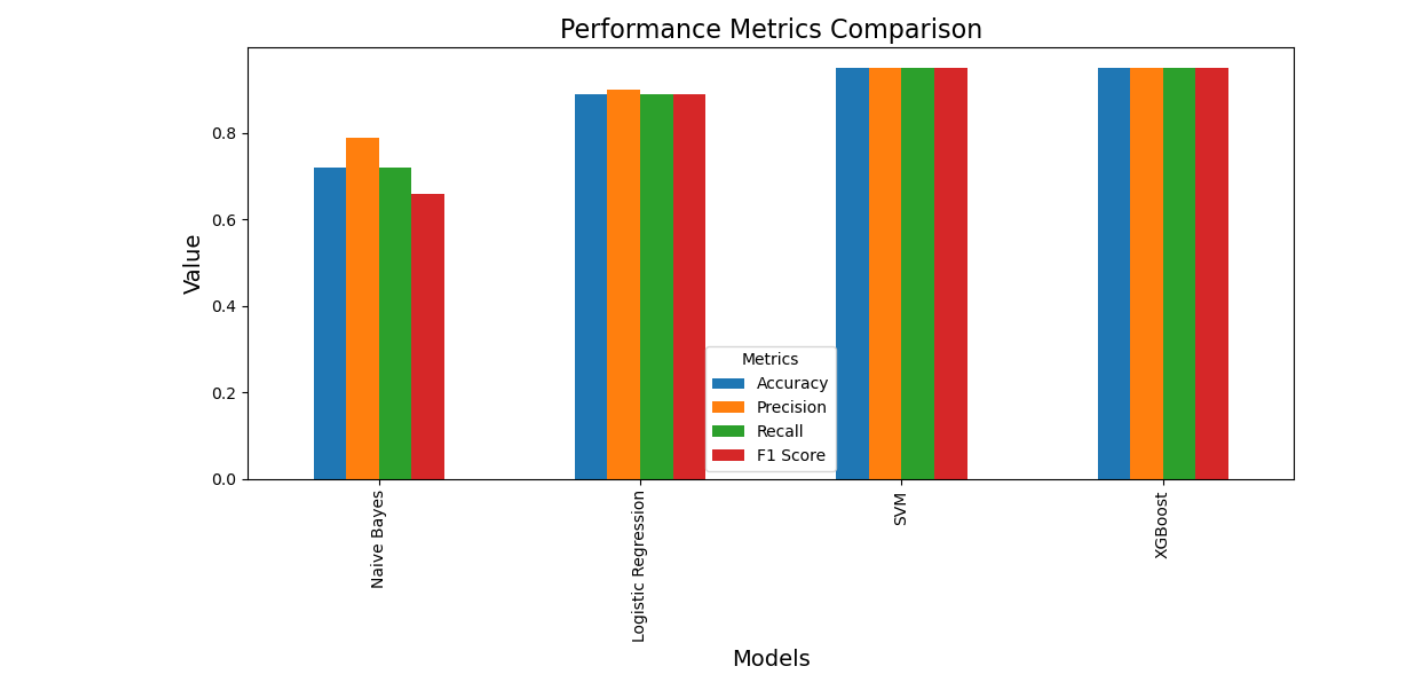 Performance Metrics Comparison
Value
0.8
0.6
0.4
0.2
0.0
Metrics
Accuracy
Precision
Recall
F1 Score
Naive Bayes
Logistic Regression
SVM
XGBoost
Models